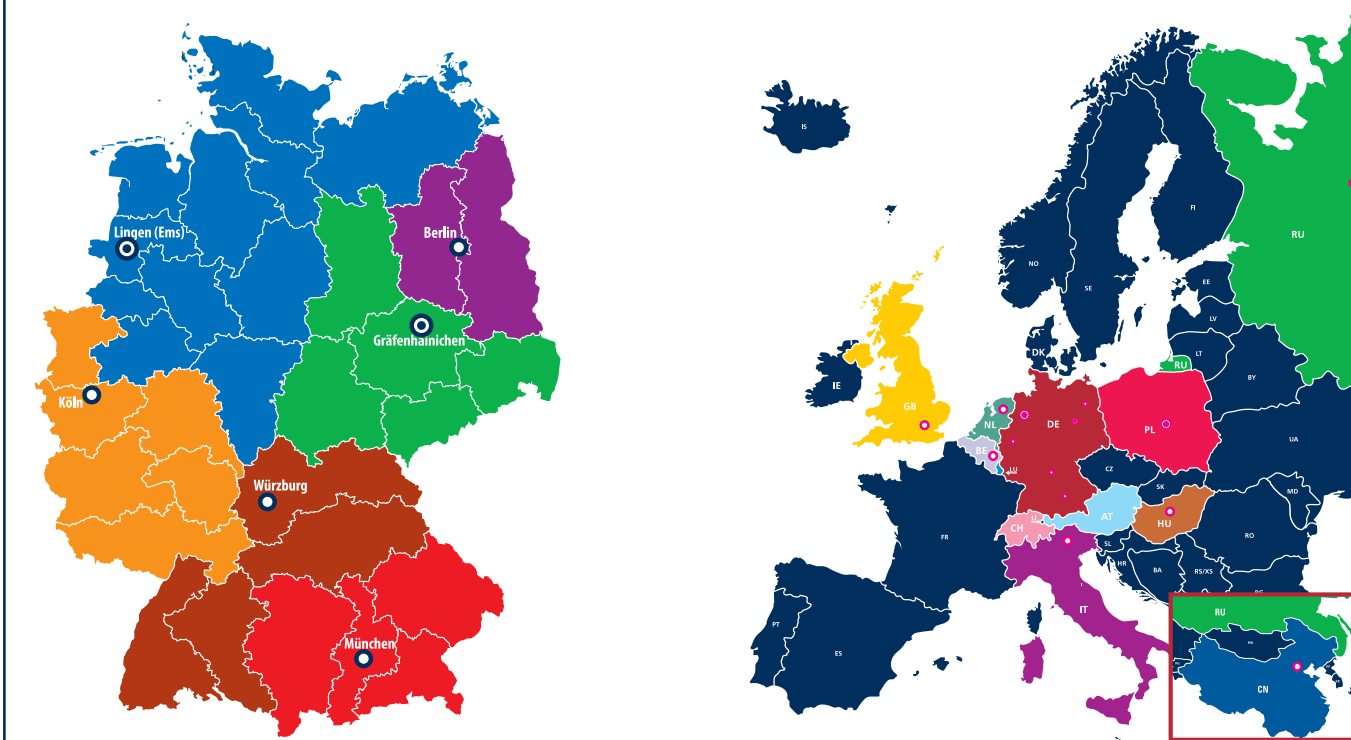 Lingen (Ems)
Berlin
Gräfenhainichen
Köln
Würzburg
München
IS
RU
FI
NO
SE
EE
LV
LT
DK
RU
BY
IE
GB
NL
DE
PL
BE
LU
UA
CZ
SK
MD
CH
LI
AT
HU
RO
FR
SL
HR
BA
RS/XS
IT
PT
ES
RU
CN